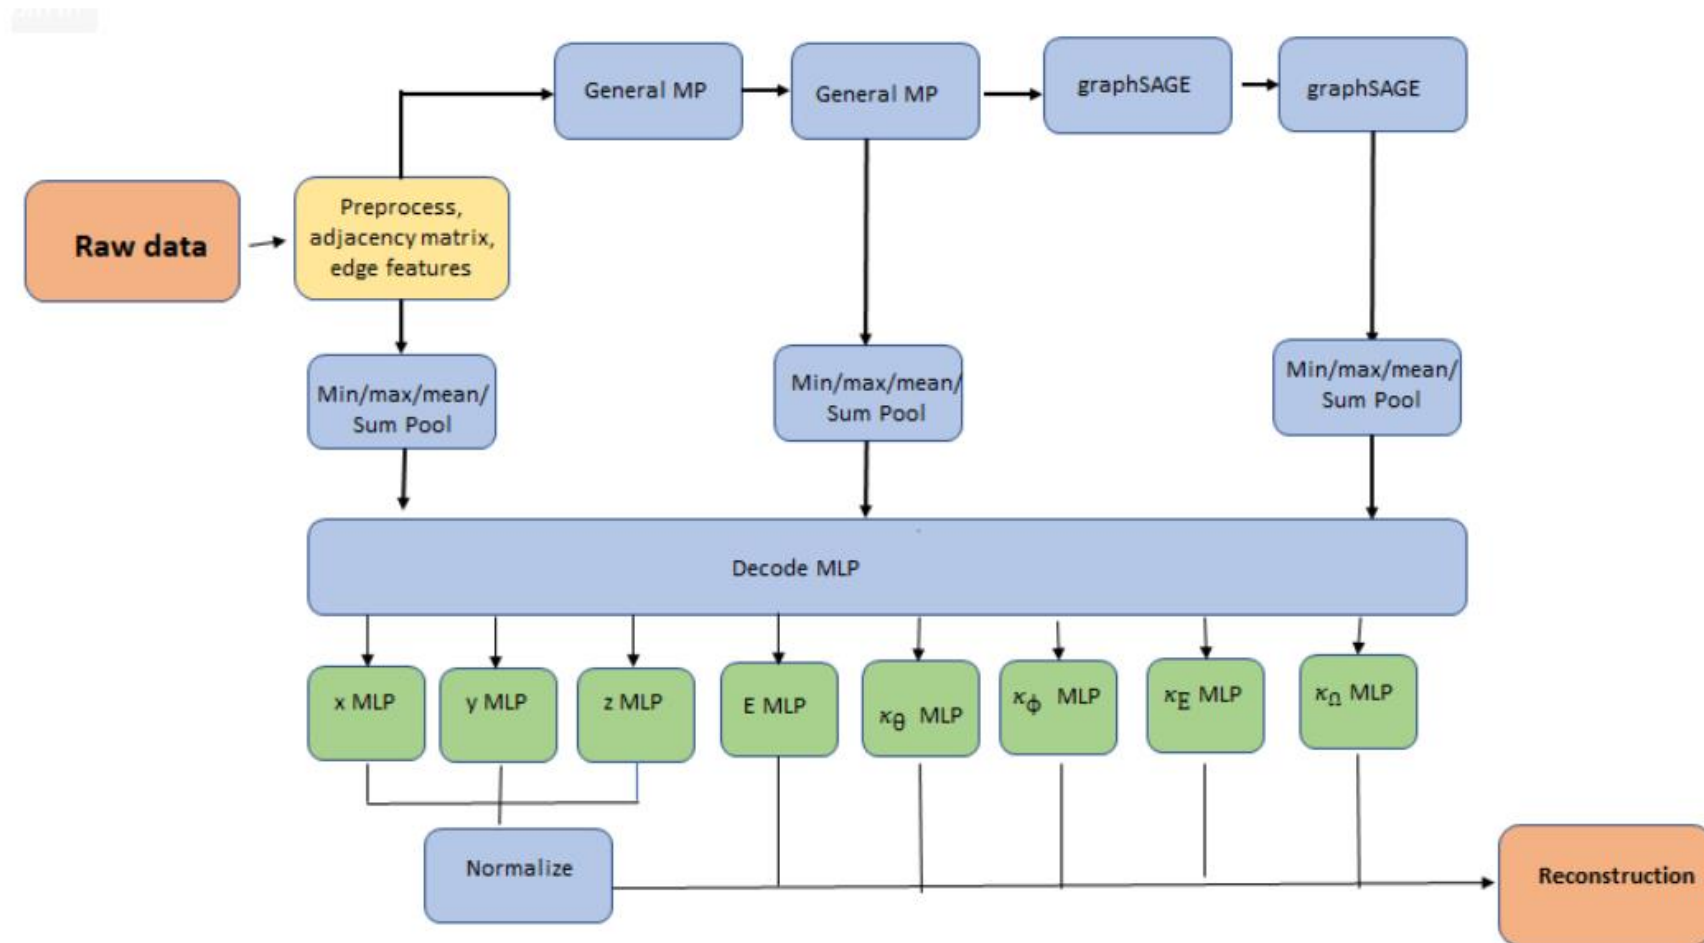 General MP
General MP
graphSAGE
graphSAGE
Raw data
Preprocess,
adjacency matrix,
edge features
Min/max/mean/
Sum Pool
Min/max/mean/
Sum Pool
Min/max/mean/
Sum Pool
Decode MLP
x MLP
y MLP
z MLP
E MLP
κθ MLP
κϕ MLP
κE MLP
κΩ MLP
Normalize
Reconstruction